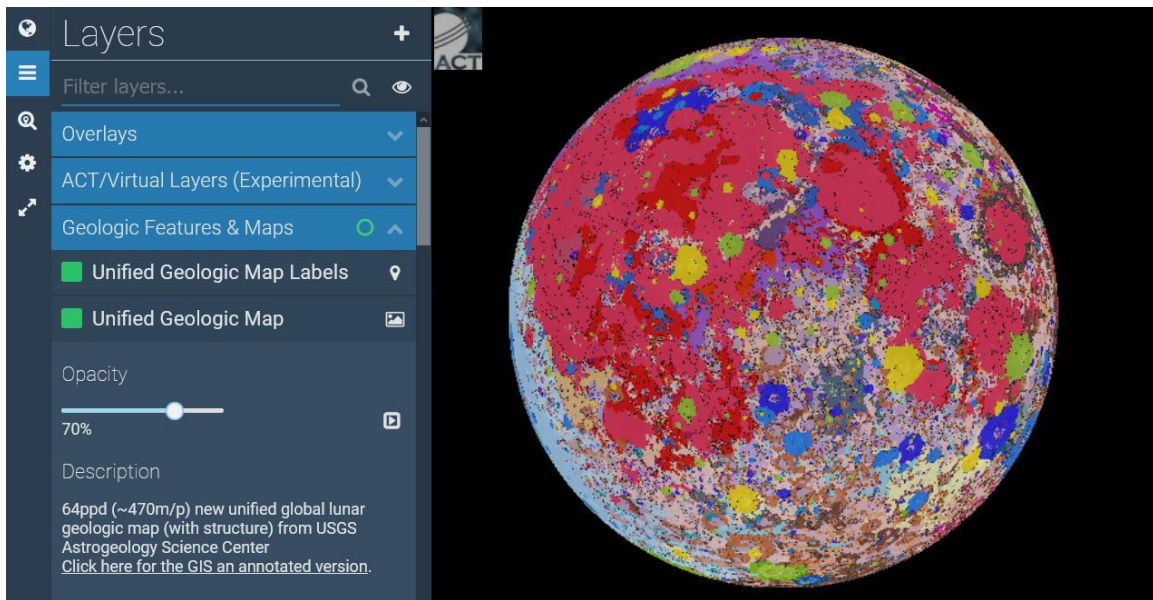 Layers
ACT
Filter layers...
Overlays
ACT/Virtual Layers (Experimental)
Geologic Features & Maps
Unified Geologic Map Labels
Unified Geologic Map
Opacity
70%
Description
64ppd (~470m/p) new unified global lunar
geologic map (with structure) from USGS
Astrogeology Science Center
Click here for the GIS an annotated version.